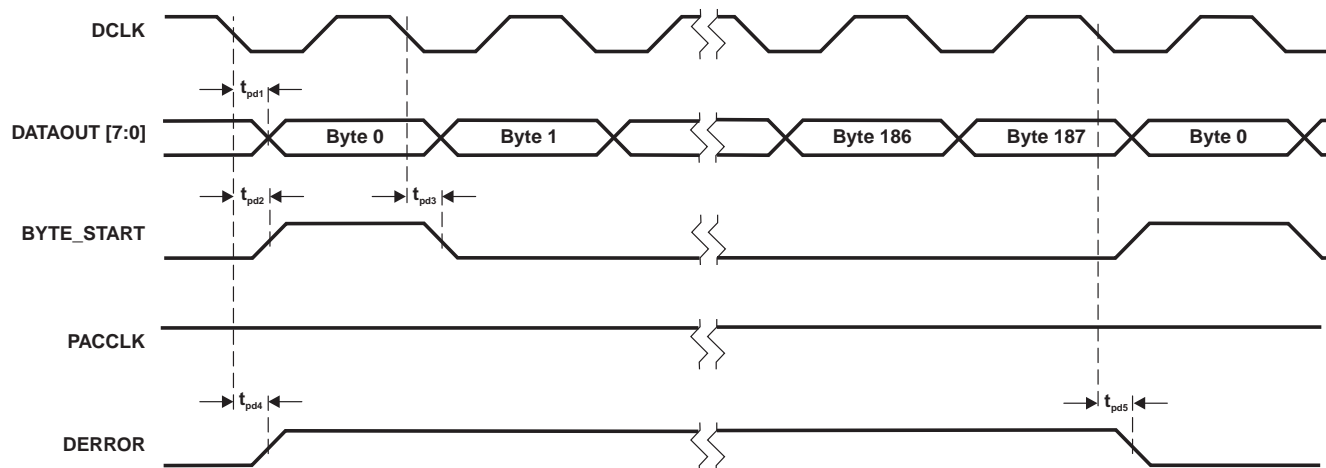 DCLK
t_pd1
DATAOUT [7:0]
Byte 0
Byte 1
Byte 186
Byte 187
Byte 0
t_pd2
t_pd3
BYTE_START
PACCLK
t_pd4
t_pd5
DERROR